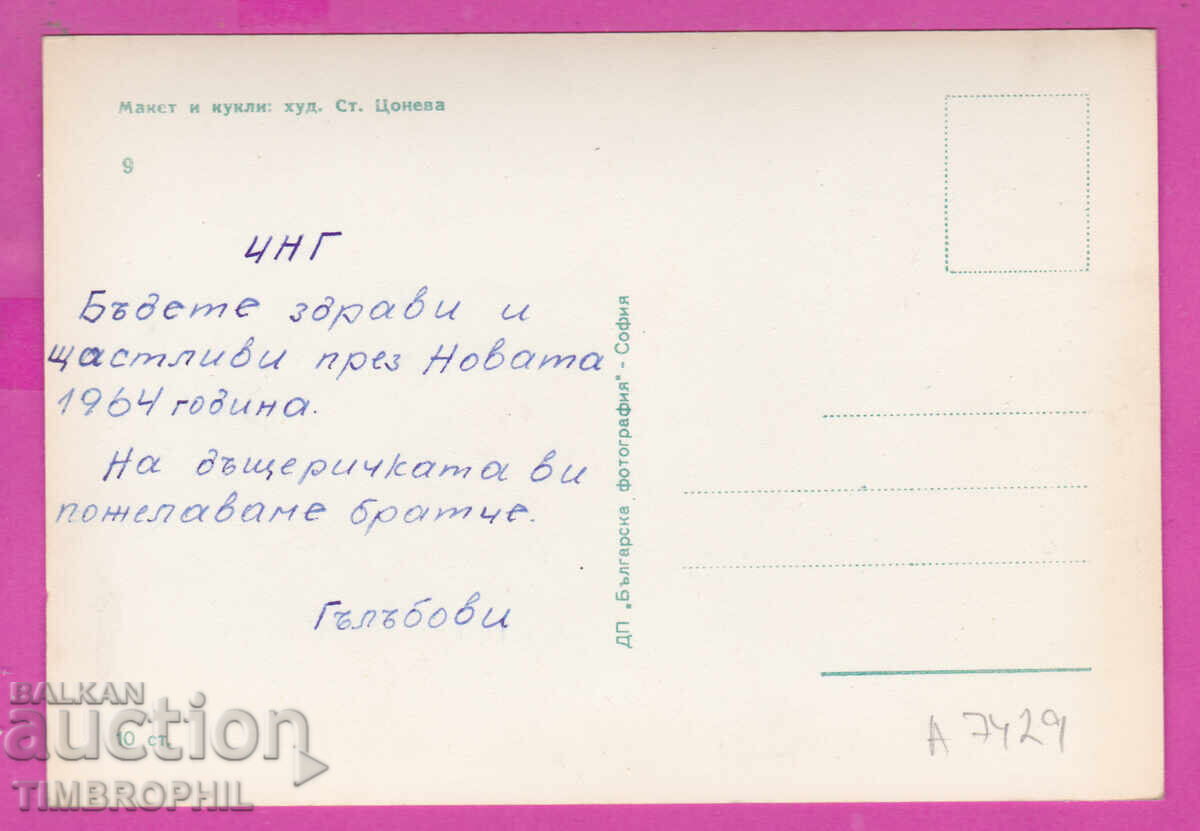 Макет и кукли: худ. Ст. Цонева
9
ЧНГ
Бъдете здрави и
щастливи през Новата
1964 година.
На дъщеричката ви
пожелаваме братче.
Гълъбови
ДП „Българска фотография" - София
10 ст.
А 7429
BALKAN
auction
TIMBROPHIL